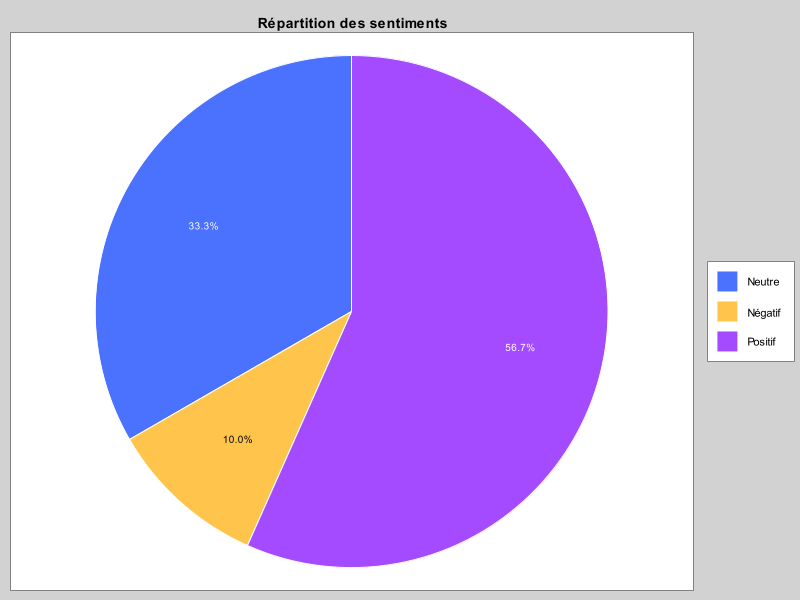 Répartition des sentiments
33.3%
56.7%
10.0%
Neutre
Négatif
Positif